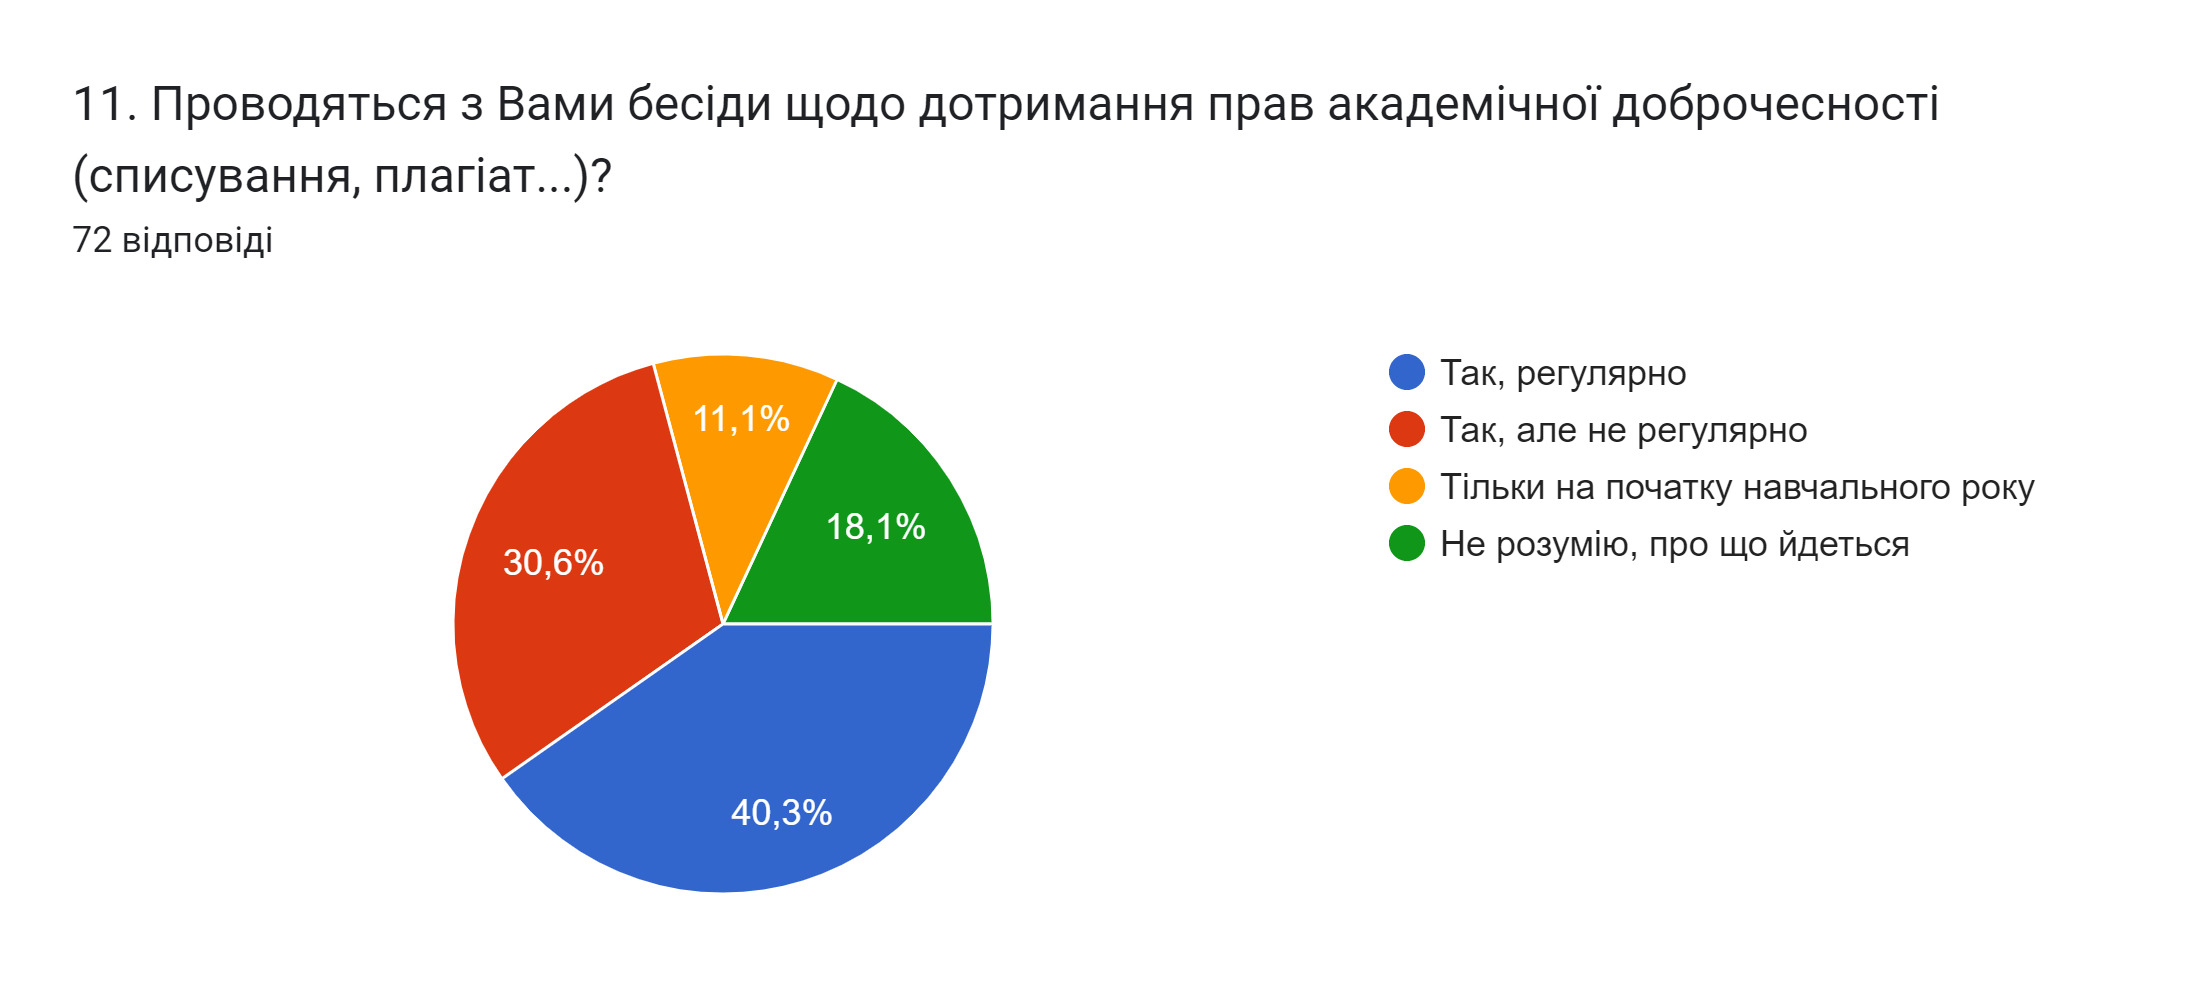 11. Проводяться з Вами бесіди щодо дотримання прав академічної доброчесності
(списування, плагіат...)?
72 відповіді
Так, регулярно
Так, але не регулярно
Тільки на початку навчального року
Не розумію, про що йдеться
11,1%
18,1%
30,6%
40,3%